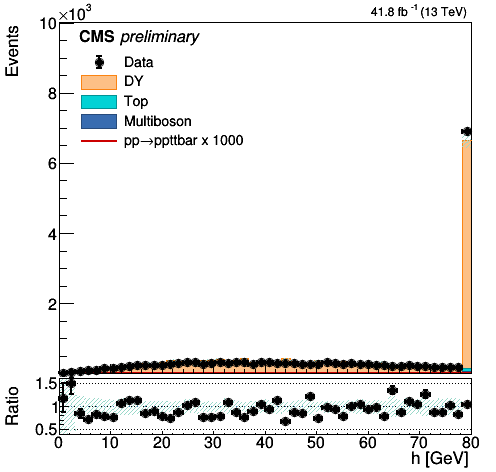 ×10³
41.8 fb⁻¹ (13 TeV)
Events
10
8
6
4
2
CMS preliminary
Data
DY
Top
Multiboson
pp→ppttbar x 1000
Ratio
1.5
1
0.5
0 10 20 30 40 50 60 70 80
h [GeV]